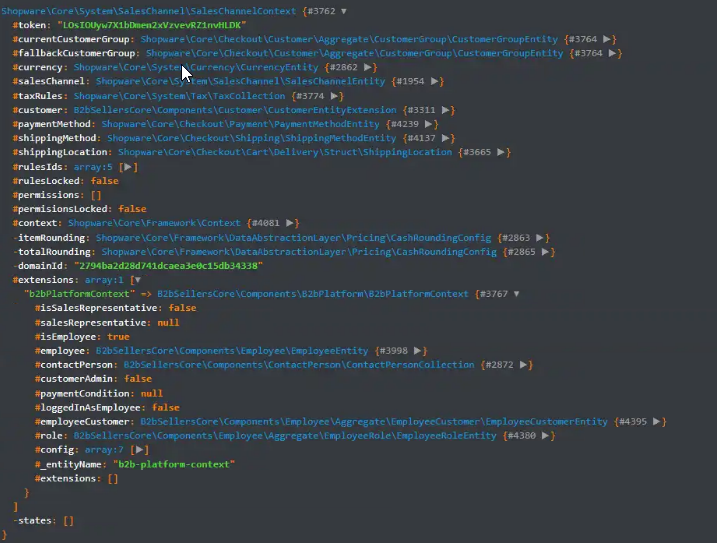 Shopware\Core\System\SalesChannel\SalesChannelContext {#3762 ▼
#token: "LOsIOUyw7X1bDmem2xVzvevRZ1nvHLDK"
#currentCustomerGroup: Shopware\Core\Checkout\Customer\Aggregate\CustomerGroup\CustomerGroupEntity {#3764 ▶}
#fallbackCustomerGroup: Shopware\Core\Checkout\Customer\Aggregate\CustomerGroup\CustomerGroupEntity {#3764 ▶}
#currency: Shopware\Core\System\Currency\CurrencyEntity {#2862 ▶}
#salesChannel: Shopware\Core\System\SalesChannel\SalesChannelEntity {#1954 ▶}
#taxRules: Shopware\Core\System\Tax\TaxCollection {#3774 ▶}
#customer: B2bSellersCore\Components\Customer\CustomerEntityExtension {#3311 ▶}
#paymentMethod: Shopware\Core\Checkout\Payment\PaymentMethodEntity {#4239 ▶}
#shippingMethod: Shopware\Core\Checkout\Shipping\ShippingMethodEntity {#4137 ▶}
#shippingLocation: Shopware\Core\Checkout\Cart\Delivery\Struct\ShippingLocation {#3665 ▶}
#rulesIds: array:5 [▶]
#rulesLocked: false
#permissions: []
#permisionsLocked: false
#context: Shopware\Core\Framework\Context {#4081 ▶}
-itemRounding: Shopware\Core\Framework\DataAbstractionLayer\Pricing\CashRoundingConfig {#2863 ▶}
-totalRounding: Shopware\Core\Framework\DataAbstractionLayer\Pricing\CashRoundingConfig {#2865 ▶}
-domainId: "2794ba2d28d741dcaea3e0c15db34338"
#extensions: array:1 [▼
"b2bPlatformContext" => B2bSellersCore\Components\B2bPlatform\B2bPlatformContext {#3767 ▼
#isSalesRepresentative: false
#salesRepresentative: null
#isEmployee: true
#employee: B2bSellersCore\Components\Employee\EmployeeEntity {#3998 ▶}
#contactPerson: B2bSellersCore\Components\ContactPerson\ContactPersonCollection {#2872 ▶}
#customerAdmin: false
#paymentCondition: null
#loggedInAsEmployee: false
#employeeCustomer: B2bSellersCore\Components\Employee\Aggregate\EmployeeCustomer\EmployeeCustomerEntity {#4395 ▶}
#role: B2bSellersCore\Components\Employee\Aggregate\EmployeeRole\EmployeeRoleEntity {#4380 ▶}
#config: array:7 [▶]
#_entityName: "b2b-platform-context"
#extensions: []
}
]
-states: []
}